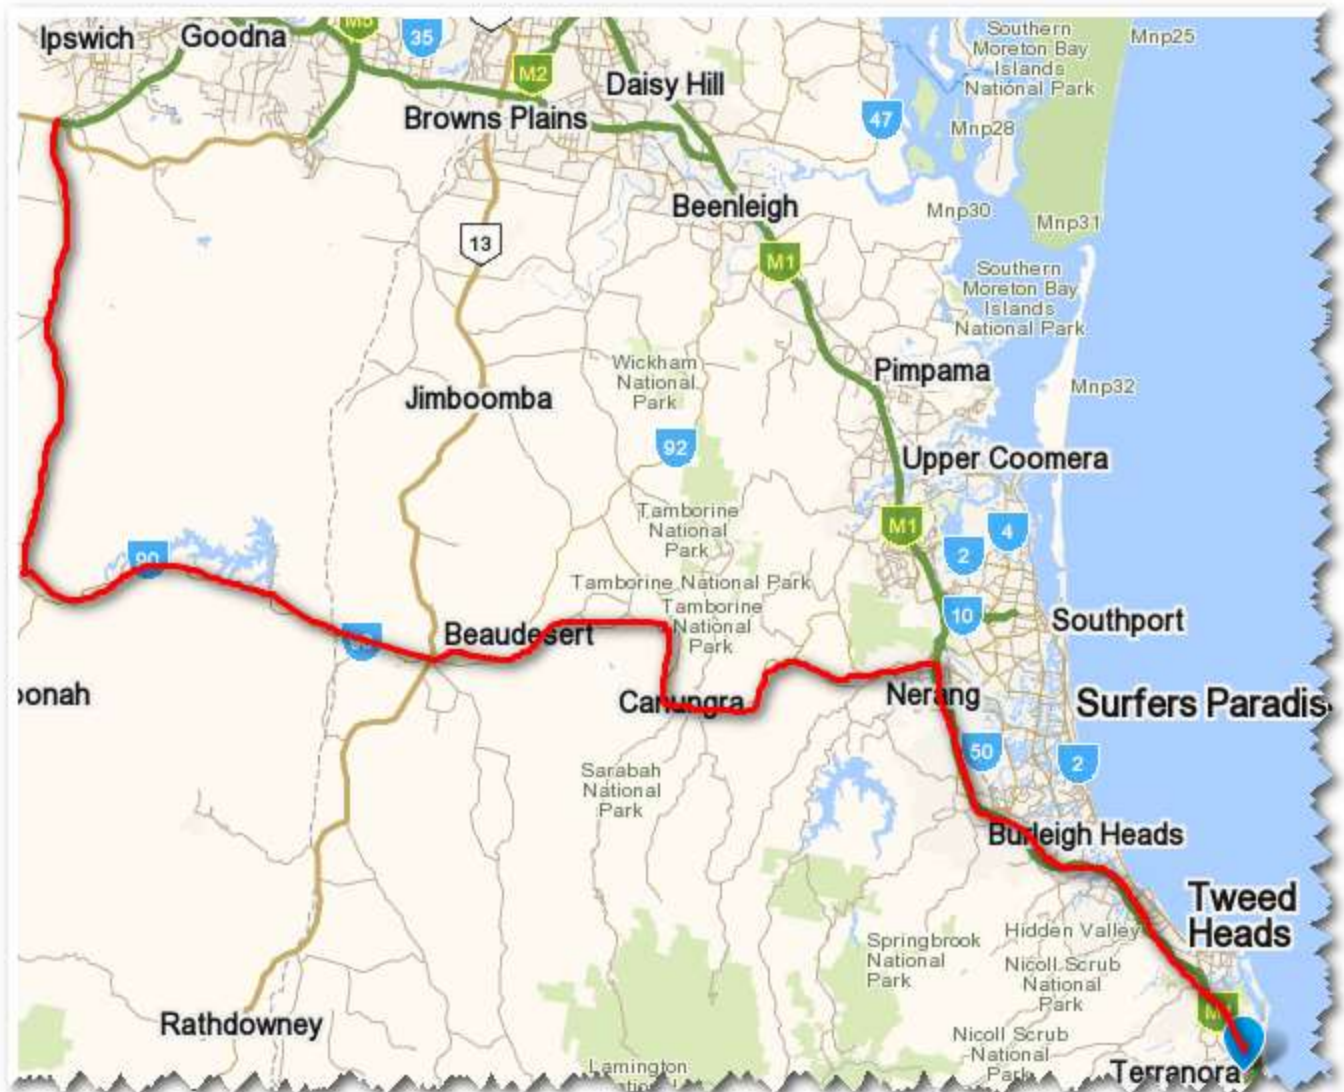 Ipswich
Goodna
M5
35
Southern
Moreton Bay
Islands
National Park
Mnp25
M2
Daisy Hill
Browns Plains
47
Mnp28
Beenleigh
Mnp30
Mnp31
13
M1
Southern
Moreton Bay
Islands
National Park
Wickham
National
Park
Pimpama
Mnp32
Jimboomba
92
Upper Coomera
Tamborine
National
Park
M1
4
2
90
Tamborine National Park
Tamborine
National
Park
10
Southport
Beaudesert
oonah
Canungra
Nerang
Surfers Paradis
50
2
Sarabah
National
Park
Burleigh Heads
Tweed
Heads
Hidden Valley
Springbrook
National
Park
Nicoll Scrub
National
Park
Rathdowney
Nicoll Scrub
National
Park
Lamington
Terranora